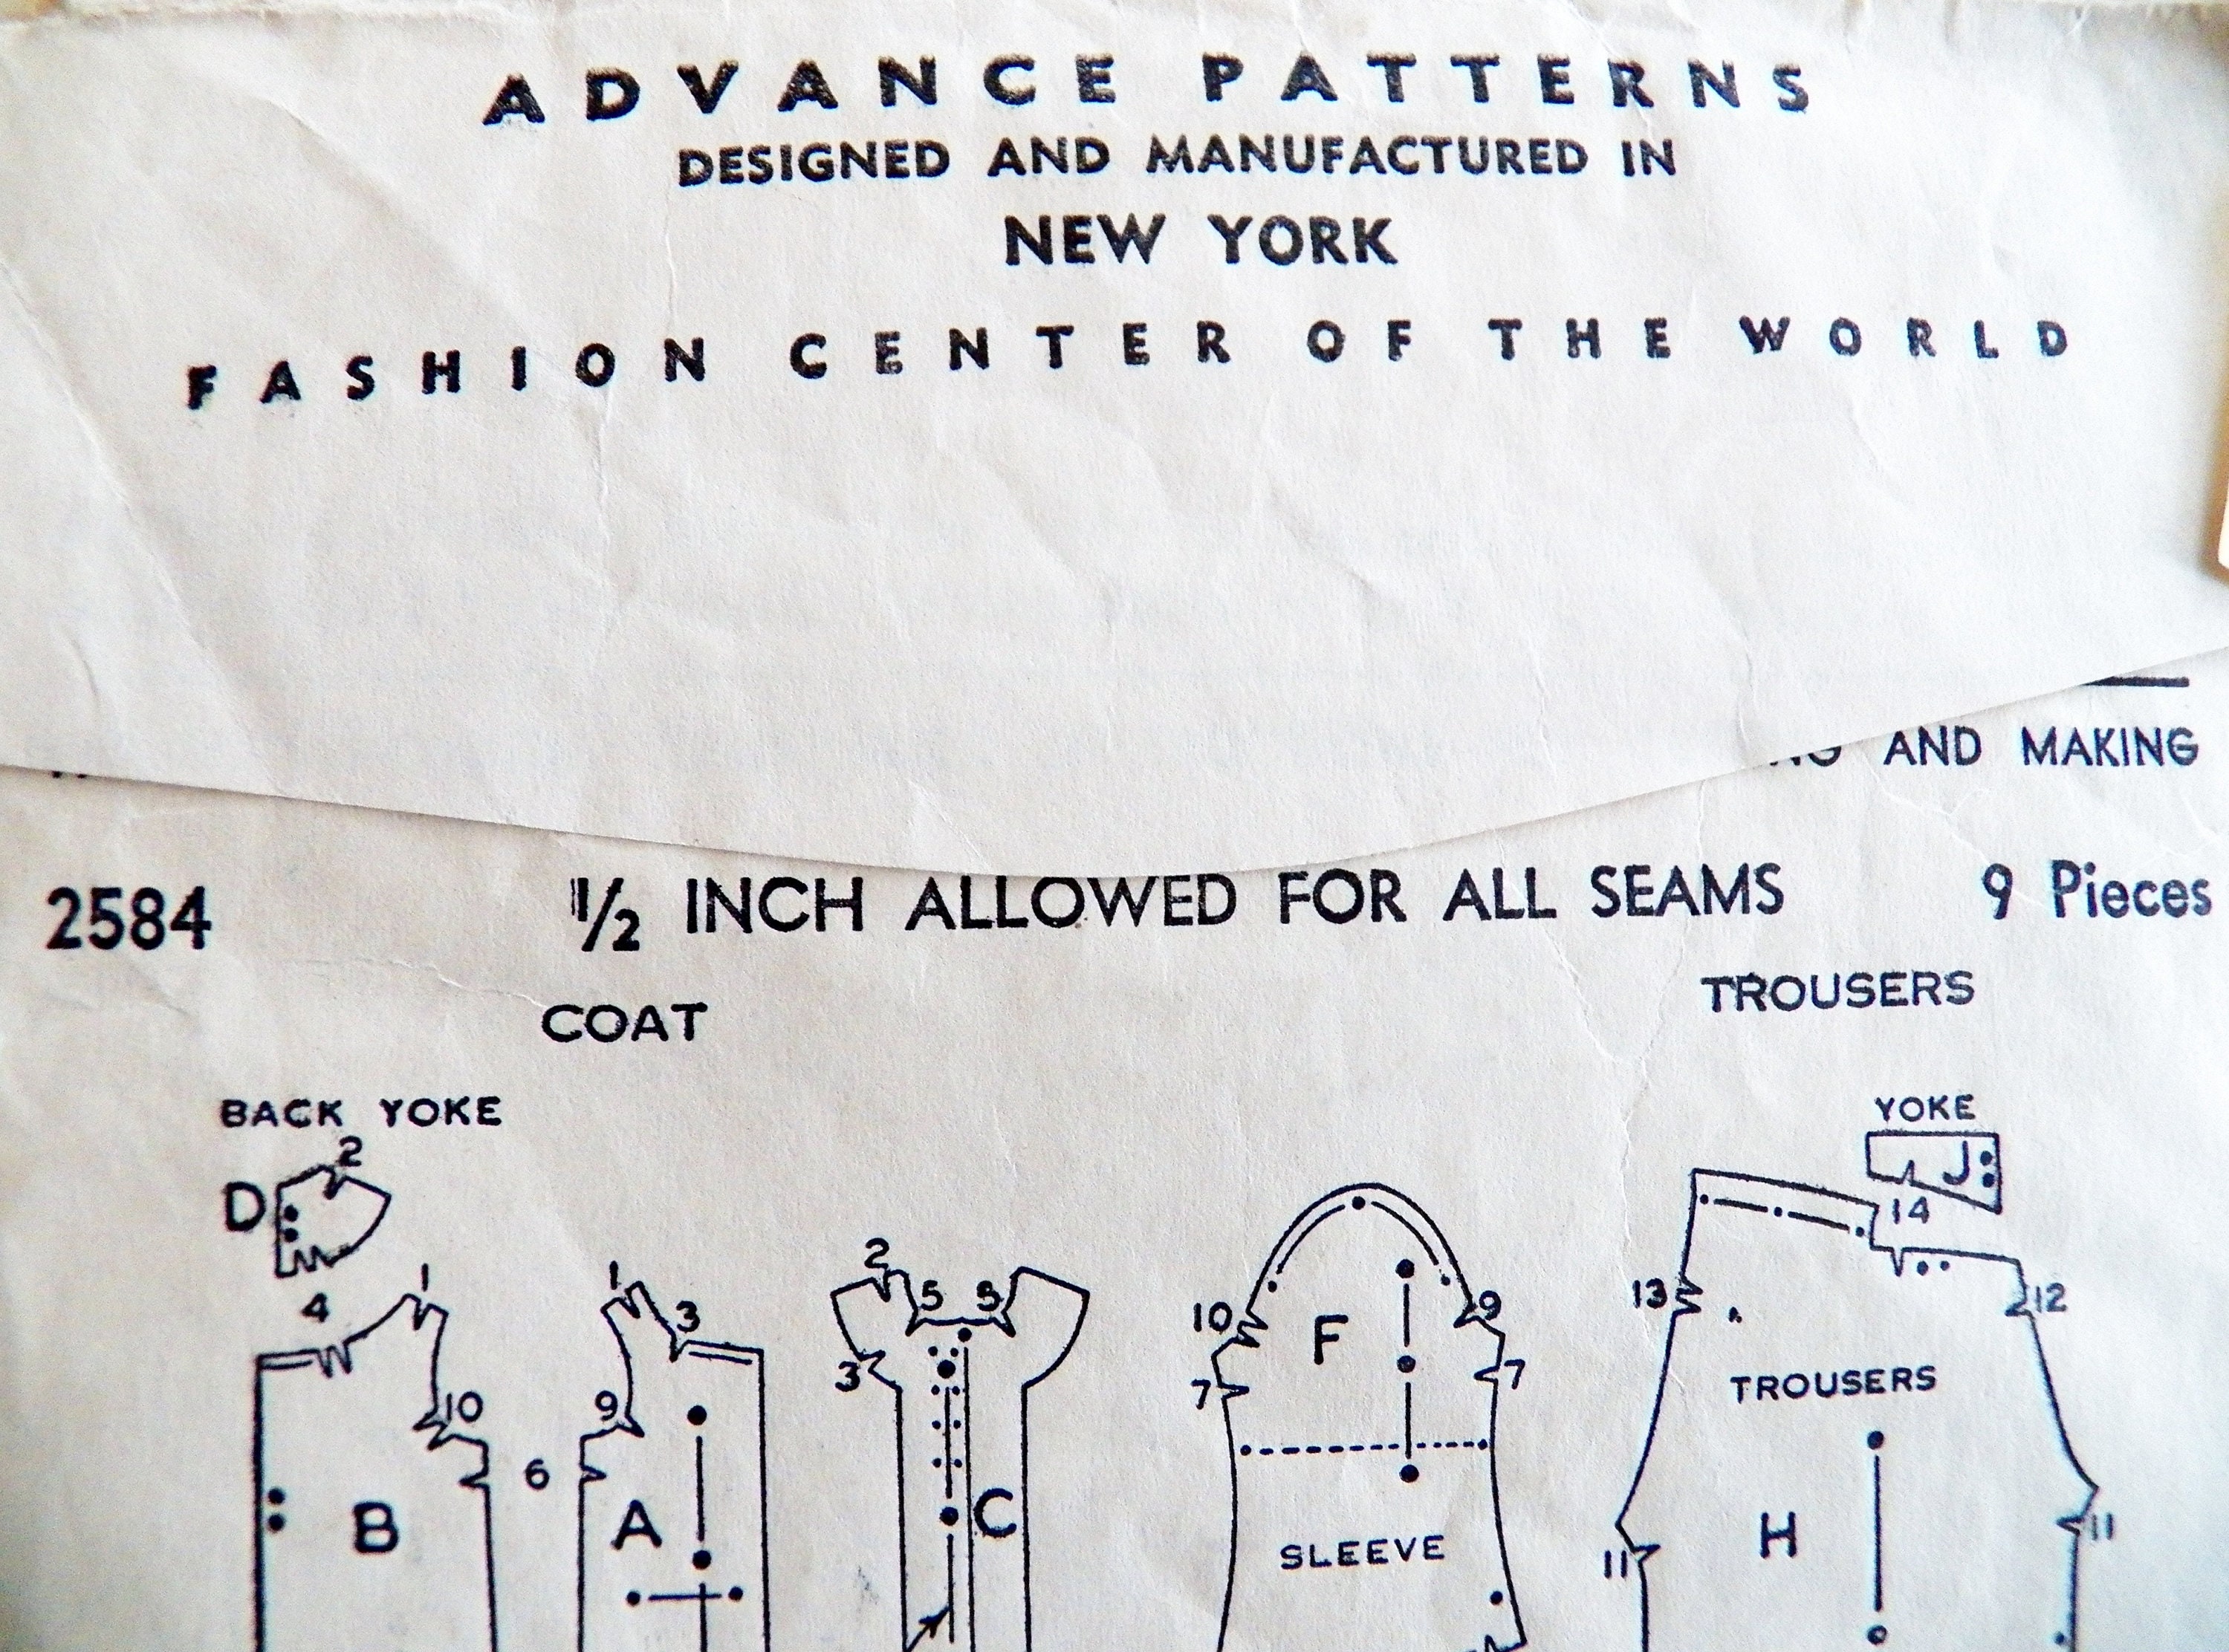 ADVANCE PATTERNS
DESIGNED AND MANUFACTURED IN
NEW YORK
FASHION CENTER OF THE WORLD
AND MAKING
2584 1/2 INCH ALLOWED FOR ALL SEAMS 9 Pieces
COAT TROUSERS
BACK YOKE YOKE
2 J
D 14
4 1 1 3 2 5 5 10 F 9 13 12
3 7 7 TROUSERS
10 9
6
B A C SLEEVE H 11
11